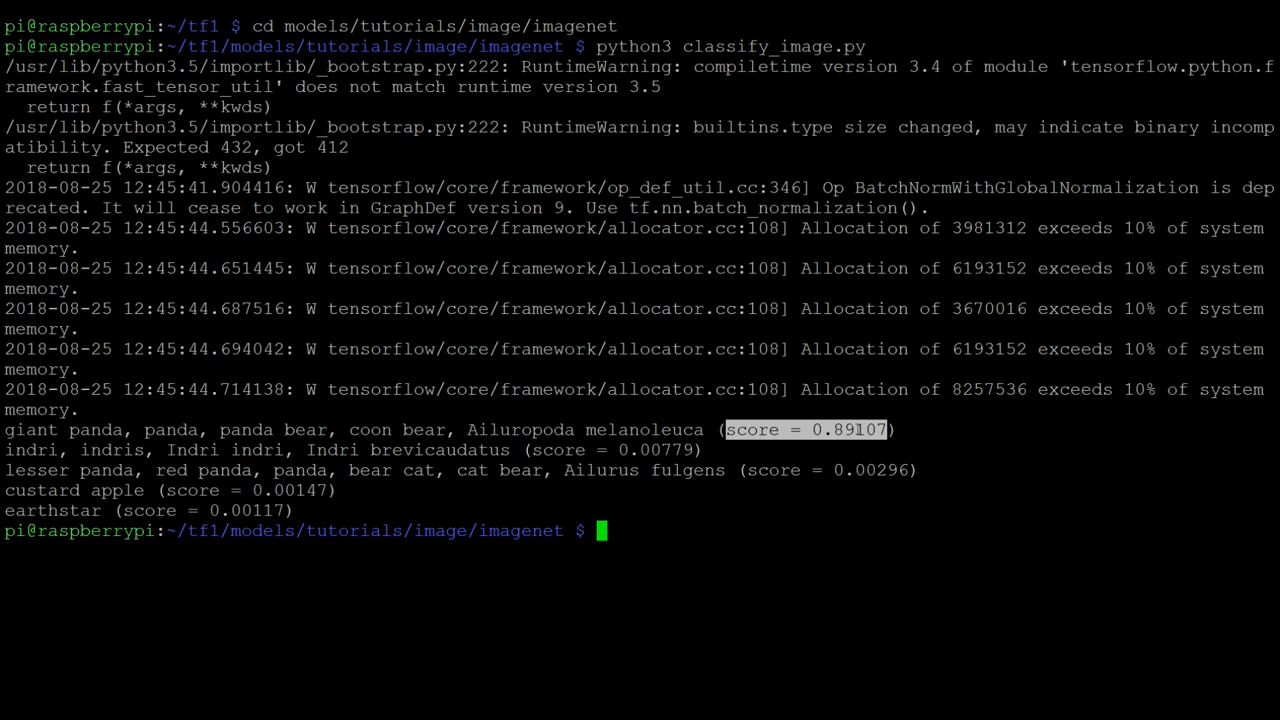 pi@raspberrypi:~/tf1 $ cd models/tutorials/image/imagenet
pi@raspberrypi:~/tf1/models/tutorials/image/imagenet $ python3 classify_image.py
/usr/lib/python3.5/importlib/_bootstrap.py:222: RuntimeWarning: compiletime version 3.4 of module 'tensorflow.python.f
ramework.fast_tensor_util' does not match runtime version 3.5
  return f(*args, **kwds)
/usr/lib/python3.5/importlib/_bootstrap.py:222: RuntimeWarning: builtins.type size changed, may indicate binary incomp
atibility. Expected 432, got 412
  return f(*args, **kwds)
2018-08-25 12:45:41.904416: W tensorflow/core/framework/op_def_util.cc:346] Op BatchNormWithGlobalNormalization is dep
recated. It will cease to work in GraphDef version 9. Use tf.nn.batch_normalization().
2018-08-25 12:45:44.556603: W tensorflow/core/framework/allocator.cc:108] Allocation of 3981312 exceeds 10% of system
memory.
2018-08-25 12:45:44.651445: W tensorflow/core/framework/allocator.cc:108] Allocation of 6193152 exceeds 10% of system
memory.
2018-08-25 12:45:44.687516: W tensorflow/core/framework/allocator.cc:108] Allocation of 3670016 exceeds 10% of system
memory.
2018-08-25 12:45:44.694042: W tensorflow/core/framework/allocator.cc:108] Allocation of 6193152 exceeds 10% of system
memory.
2018-08-25 12:45:44.714138: W tensorflow/core/framework/allocator.cc:108] Allocation of 8257536 exceeds 10% of system
memory.
giant panda, panda, panda bear, coon bear, Ailuropoda melanoleuca (score = 0.89107)
indri, indris, Indri indri, Indri brevicaudatus (score = 0.00779)
lesser panda, red panda, panda, bear cat, cat bear, Ailurus fulgens (score = 0.00296)
custard apple (score = 0.00147)
earthstar (score = 0.00117)
pi@raspberrypi:~/tf1/models/tutorials/image/imagenet $